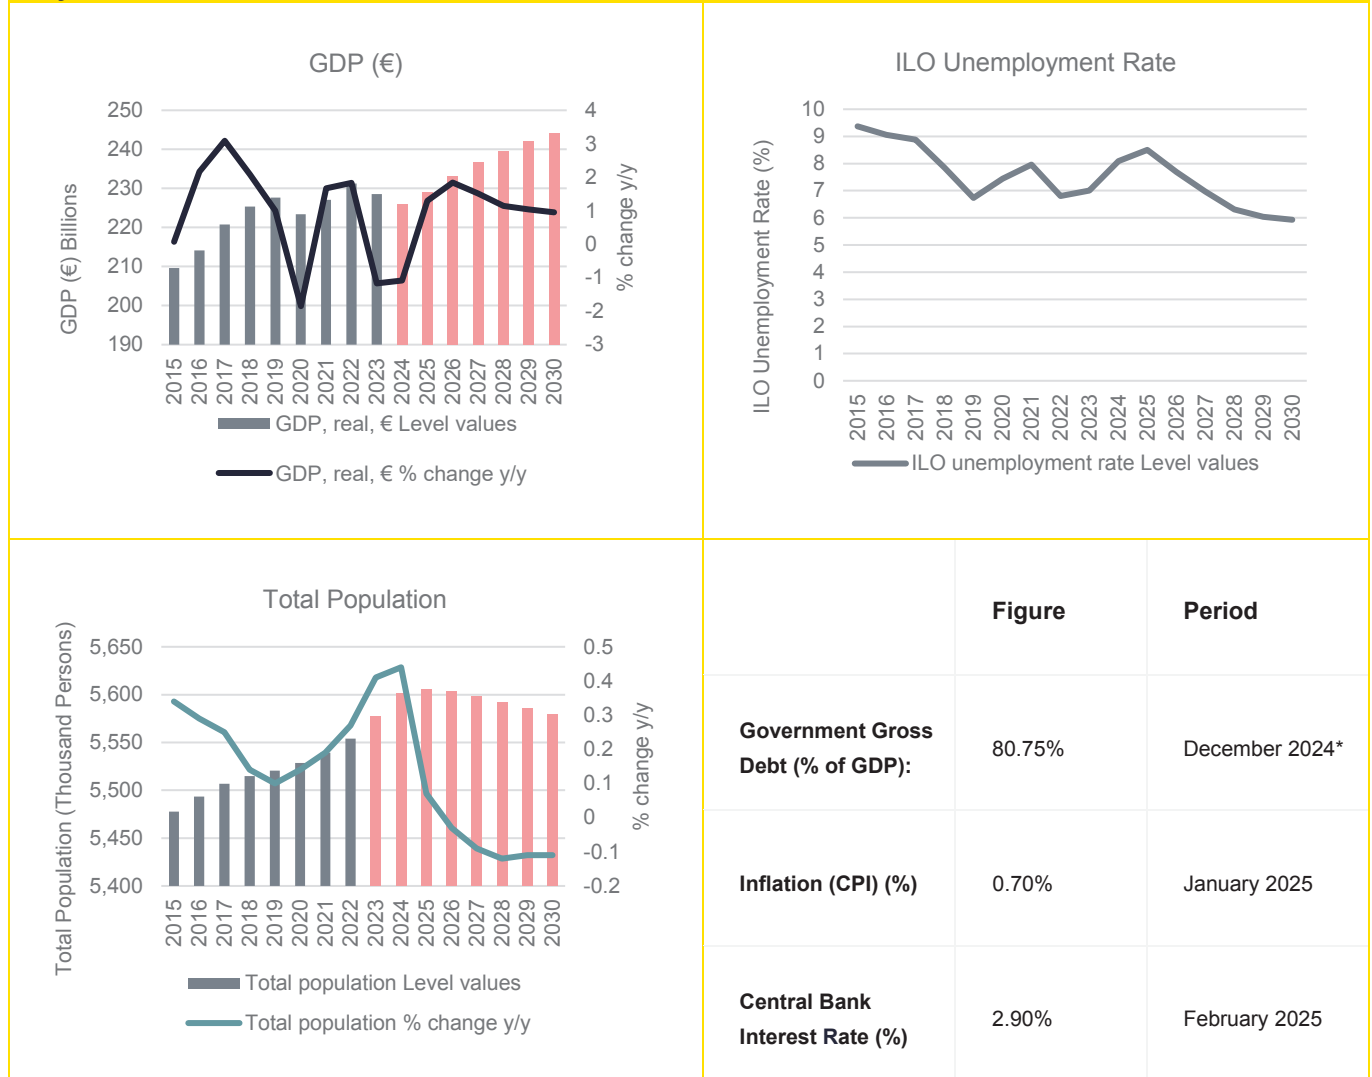 GDP (€)
GDP (€) Billions
250
240
230
220
210
200
190
4
3
2
1
0
-1
-2
-3
% change y/y
2015 2016 2017 2018 2019 2020 2021 2022 2023 2024 2025 2026 2027 2028 2029 2030
GDP, real, € Level values
GDP, real, € % change y/y
ILO Unemployment Rate
ILO Unemployment Rate (%)
10
9
8
7
6
5
4
3
2
1
0
2015 2016 2017 2018 2019 2020 2021 2022 2023 2024 2025 2026 2027 2028 2029 2030
ILO unemployment rate Level values
Total Population
Total Population (Thousand Persons)
5,650
5,600
5,550
5,500
5,450
5,400
0.5
0.4
0.3
0.2
0.1
0
-0.1
-0.2
% change y/y
2015 2016 2017 2018 2019 2020 2021 2022 2023 2024 2025 2026 2027 2028 2029 2030
Total population Level values
Total population % change y/y
Figure Period
Government Gross
Debt (% of GDP): 80.75% December 2024*
Inflation (CPI) (%) 0.70% January 2025
Central Bank
Interest Rate (%) 2.90% February 2025